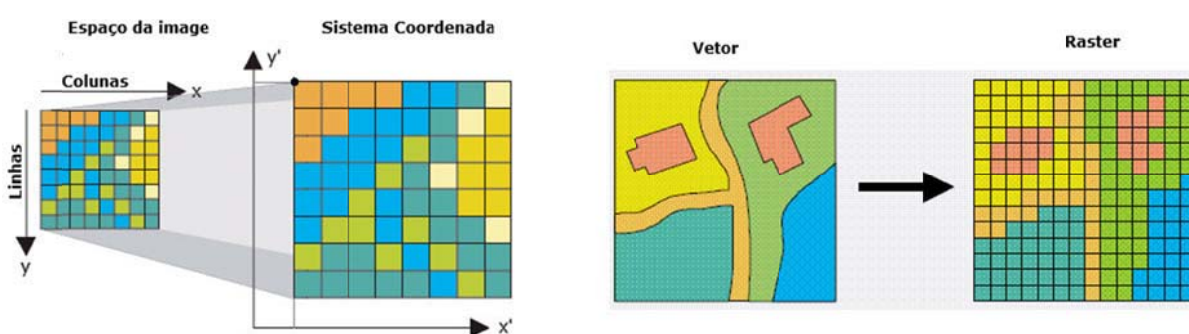 Espaço da image
Sistema Coordenada
y'
Colunas
x
Linhas
y
x'
Vetor
Raster